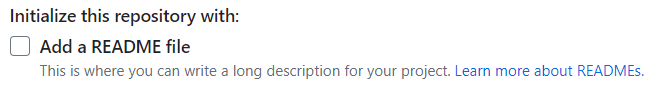 Initialize this repository with:
Add a README file
This is where you can write a long description for your project. Learn more about READMEs.